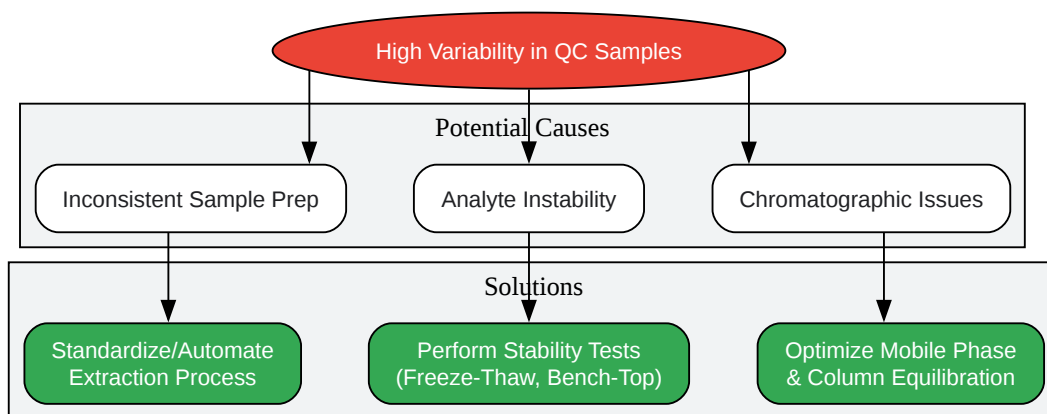 High Variability in QC Samples
Potential Causes
Inconsistent Sample Prep
Analyte Instability
Chromatographic Issues
Solutions
Standardize/Automate
Extraction Process
Perform Stability Tests
(Freeze-Thaw, Bench-Top)
Optimize Mobile Phase
& Column Equilibration